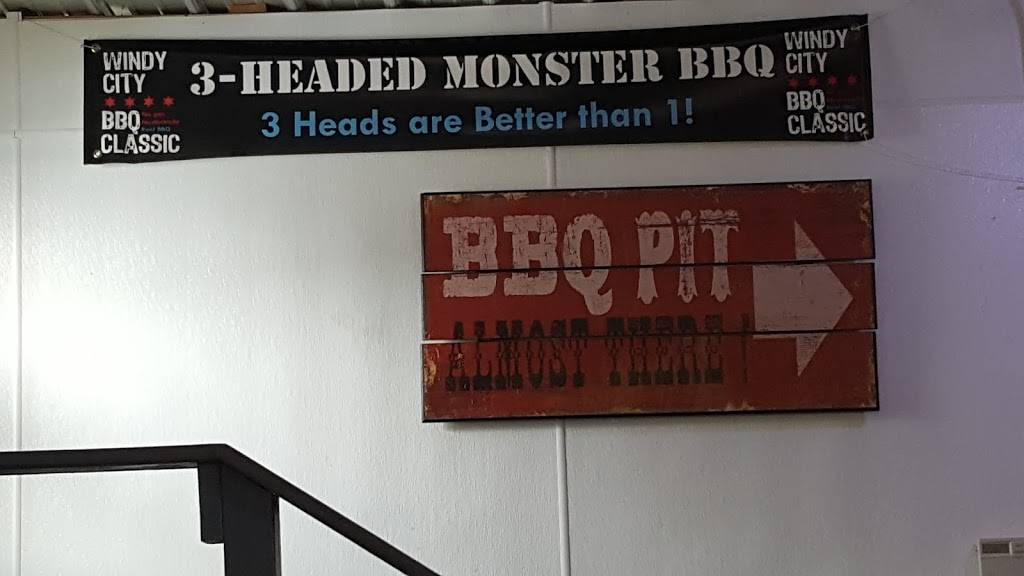 WINDY
CITY
BBQ
CLASSIC
3-HEADED MONSTER BBQ
3 Heads are Better than 1!
WINDY
CITY
BBQ
CLASSIC
BBQ PIT
ALMOST THERE!